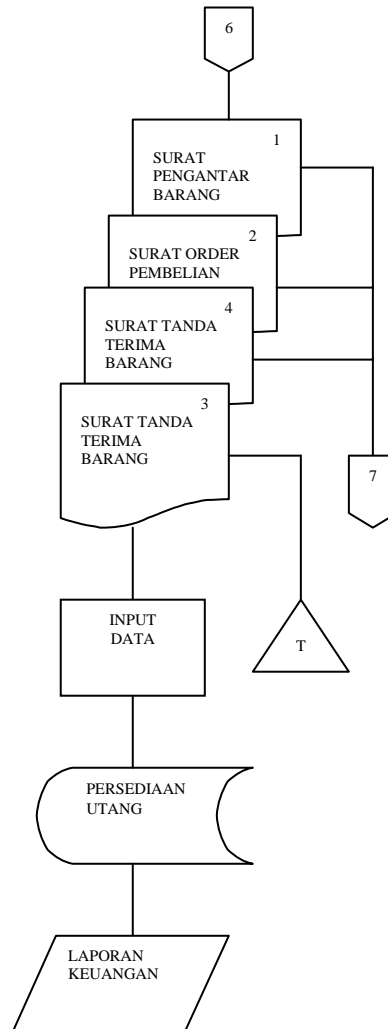 6
1
SURAT
PENGANTAR
BARANG
2
SURAT ORDER
PEMBELIAN
4
SURAT TANDA
TERIMA
BARANG
3
SURAT TANDA
TERIMA
BARANG
7
INPUT
DATA
T
PERSEDIAAN
UTANG
LAPORAN
KEUANGAN